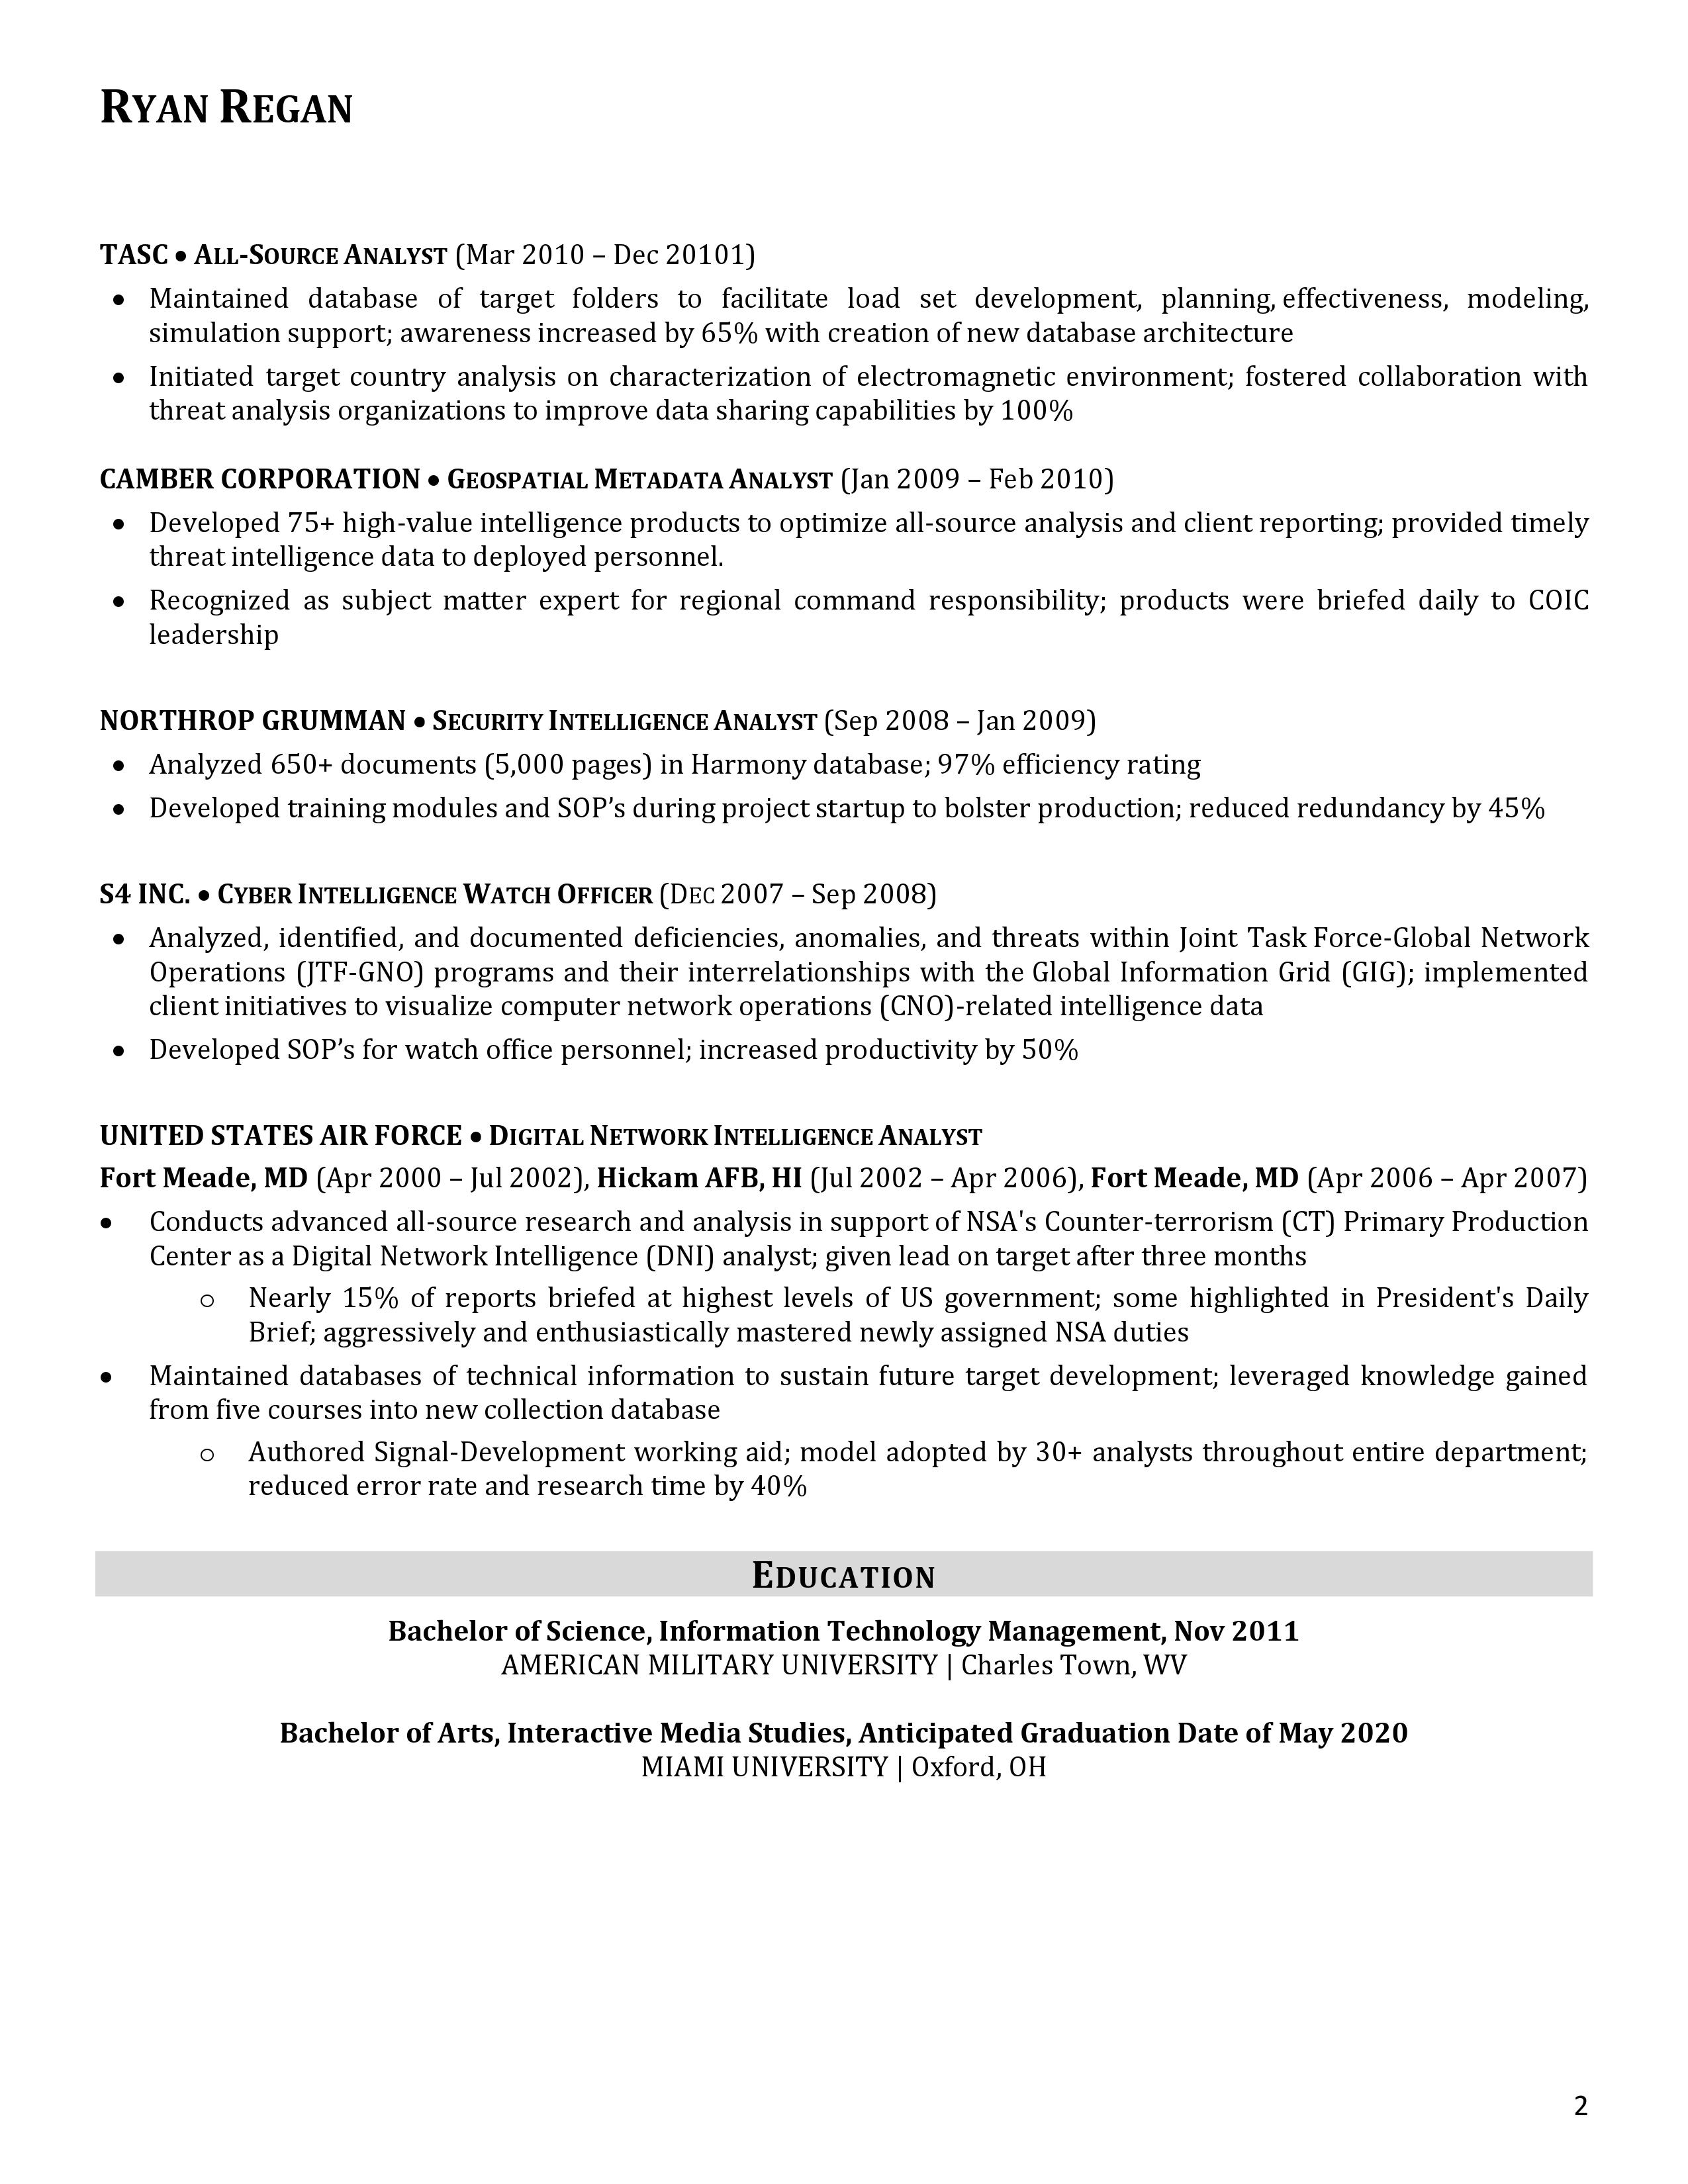 RYAN REGAN
TASC • ALL-SOURCE ANALYST (Mar 2010 – Dec 20101)
• Maintained database of target folders to facilitate load set development, planning, effectiveness, modeling,
simulation support; awareness increased by 65% with creation of new database architecture
• Initiated target country analysis on characterization of electromagnetic environment; fostered collaboration with
threat analysis organizations to improve data sharing capabilities by 100%
CAMBER CORPORATION • GEOSPATIAL METADATA ANALYST (Jan 2009 – Feb 2010)
• Developed 75+ high-value intelligence products to optimize all-source analysis and client reporting; provided timely
threat intelligence data to deployed personnel.
• Recognized as subject matter expert for regional command responsibility; products were briefed daily to COIC
leadership
NORTHROP GRUMMAN • SECURITY INTELLIGENCE ANALYST (Sep 2008 – Jan 2009)
• Analyzed 650+ documents (5,000 pages) in Harmony database; 97% efficiency rating
• Developed training modules and SOP’s during project startup to bolster production; reduced redundancy by 45%
S4 INC. • CYBER INTELLIGENCE WATCH OFFICER (DEC 2007 – Sep 2008)
• Analyzed, identified, and documented deficiencies, anomalies, and threats within Joint Task Force-Global Network
Operations (JTF-GNO) programs and their interrelationships with the Global Information Grid (GIG); implemented
client initiatives to visualize computer network operations (CNO)-related intelligence data
• Developed SOP’s for watch office personnel; increased productivity by 50%
UNITED STATES AIR FORCE • DIGITAL NETWORK INTELLIGENCE ANALYST
Fort Meade, MD (Apr 2000 – Jul 2002), Hickam AFB, HI (Jul 2002 – Apr 2006), Fort Meade, MD (Apr 2006 – Apr 2007)
• Conducts advanced all-source research and analysis in support of NSA's Counter-terrorism (CT) Primary Production
Center as a Digital Network Intelligence (DNI) analyst; given lead on target after three months
o Nearly 15% of reports briefed at highest levels of US government; some highlighted in President's Daily
Brief; aggressively and enthusiastically mastered newly assigned NSA duties
• Maintained databases of technical information to sustain future target development; leveraged knowledge gained
from five courses into new collection database
o Authored Signal-Development working aid; model adopted by 30+ analysts throughout entire department;
reduced error rate and research time by 40%
EDUCATION
Bachelor of Science, Information Technology Management, Nov 2011
AMERICAN MILITARY UNIVERSITY | Charles Town, WV
Bachelor of Arts, Interactive Media Studies, Anticipated Graduation Date of May 2020
MIAMI UNIVERSITY | Oxford, OH
2